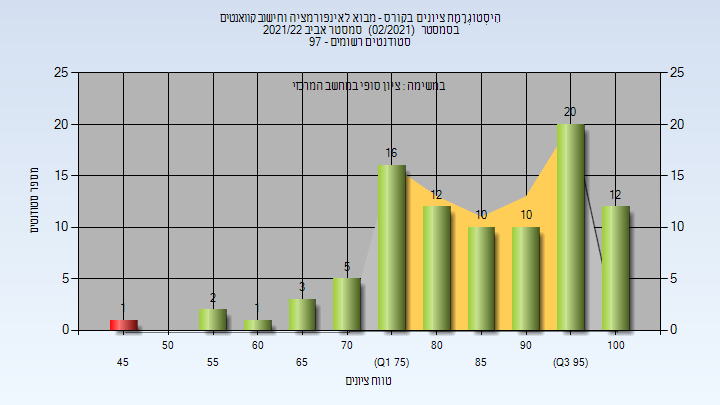 היסטוגרמת ציונים בקורס - מבוא לאינפורמציה וחישוב קוואנטים
בסמסטר (02/2021) סמסטר אביב 2021/22
סטודנטים רשומים - 97
במשימה : ציון סופי במחשב המרכזי
25 25
20 20
15 15
10 10
5 5
0 0
1 2 1 3 5 16 12 10 10 20 12
45 50 55 60 65 70 (Q1 75) 80 85 90 (Q3 95) 100
מספר סטודנטים
טווח ציונים